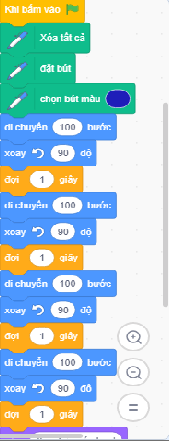 Khi bấm vào
Xóa tất cả
đặt bút
chọn bút màu
di chuyển 100 bước
xoay 90 độ
đợi 1 giây
di chuyển 100 bước
xoay 90 độ
đợi 1 giây
di chuyển 100 bước
xoay 90 độ
đợi 1 giây
di chuyển 100 bước
xoay 90 độ
đợi 1 giây